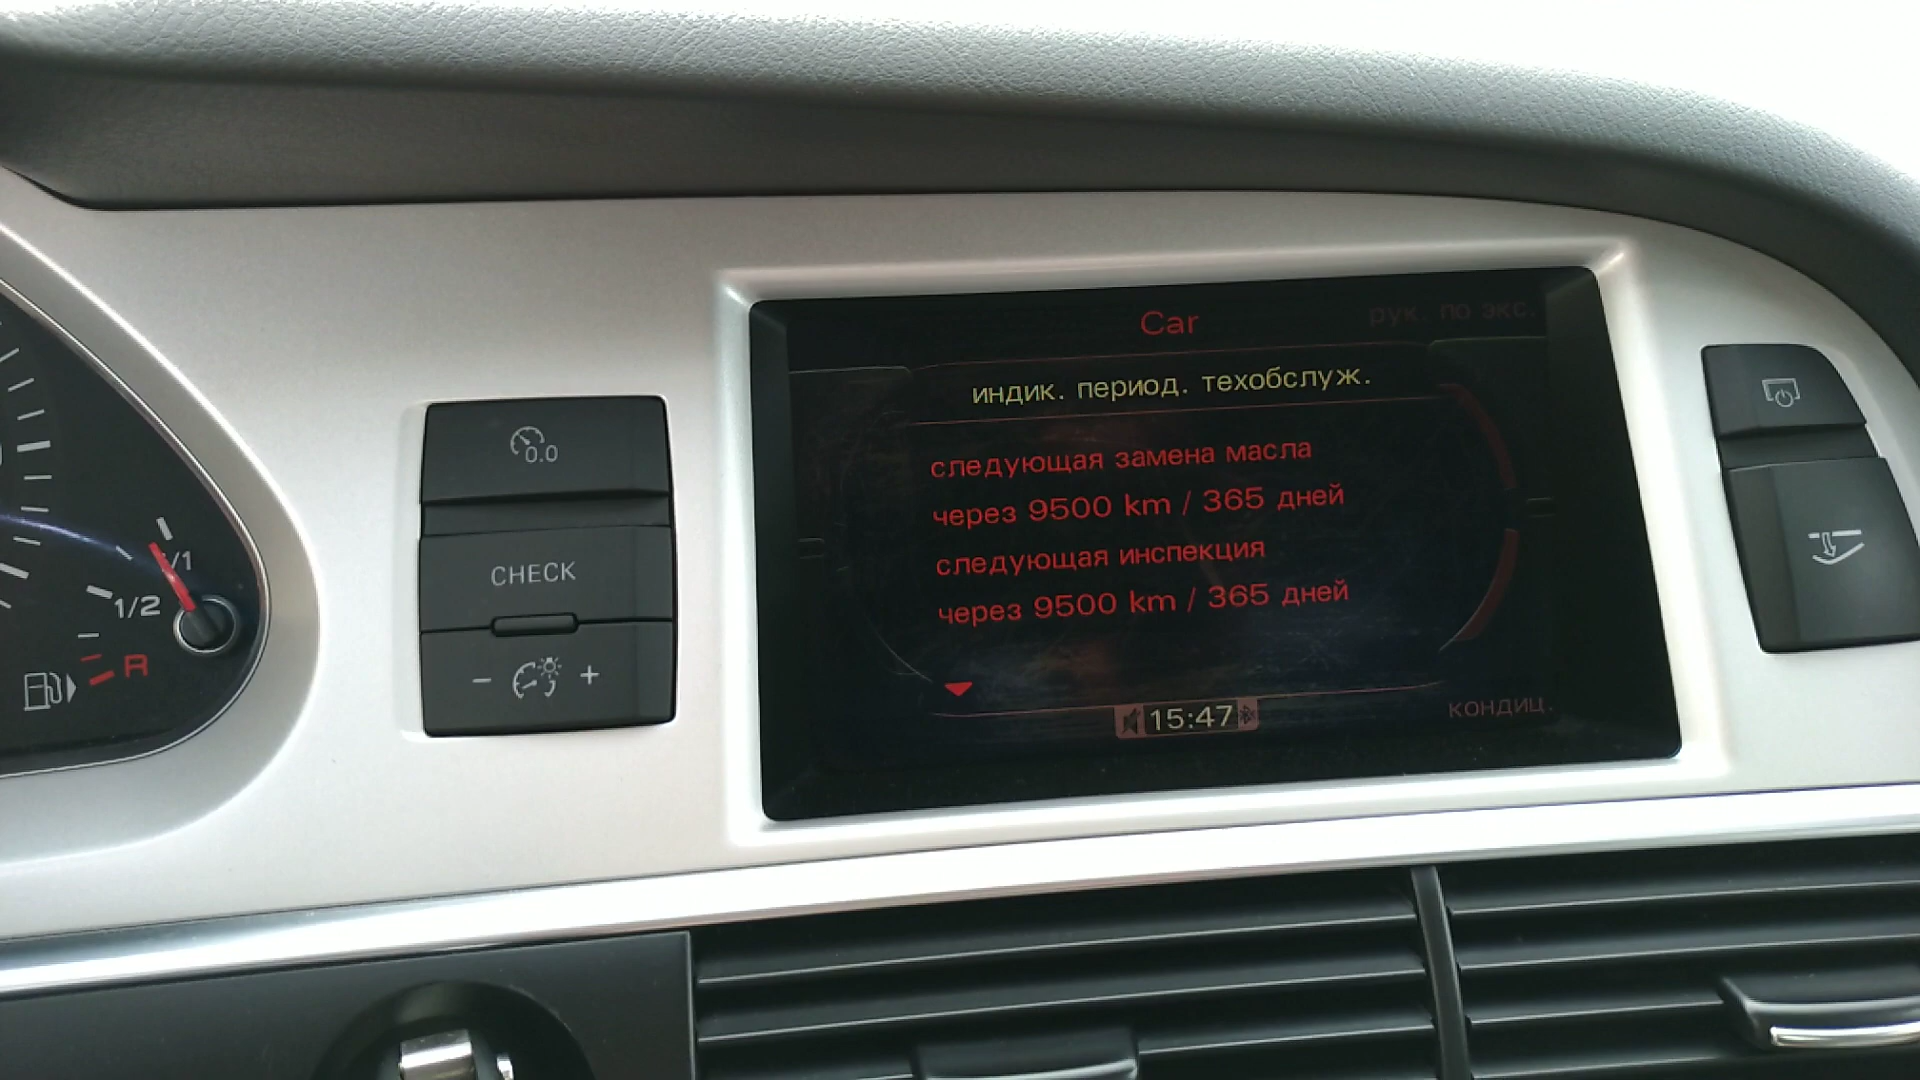 Car
рук. по экс.
индик. период. техобслуж.
следующая замена масла
через 9500 km / 365 дней
следующая инспекция
через 9500 km / 365 дней
15:47
кондиц.
0.0
CHECK
- +
1/1
1/2
R